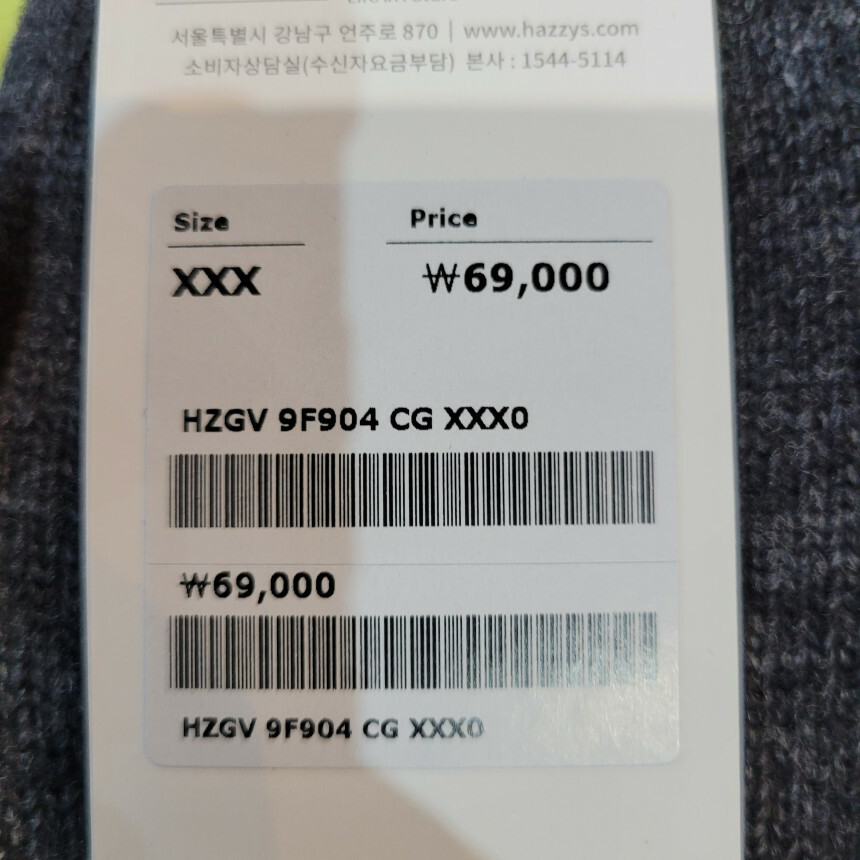 서울특별시 강남구 언주로 870 | www.hazzys.com
소비자상담실(수신자요금부담) 본사 : 1544-5114
Size Price
XXX ₩69,000
HZGV 9F904 CG XXX0
₩69,000
HZGV 9F904 CG XXX0